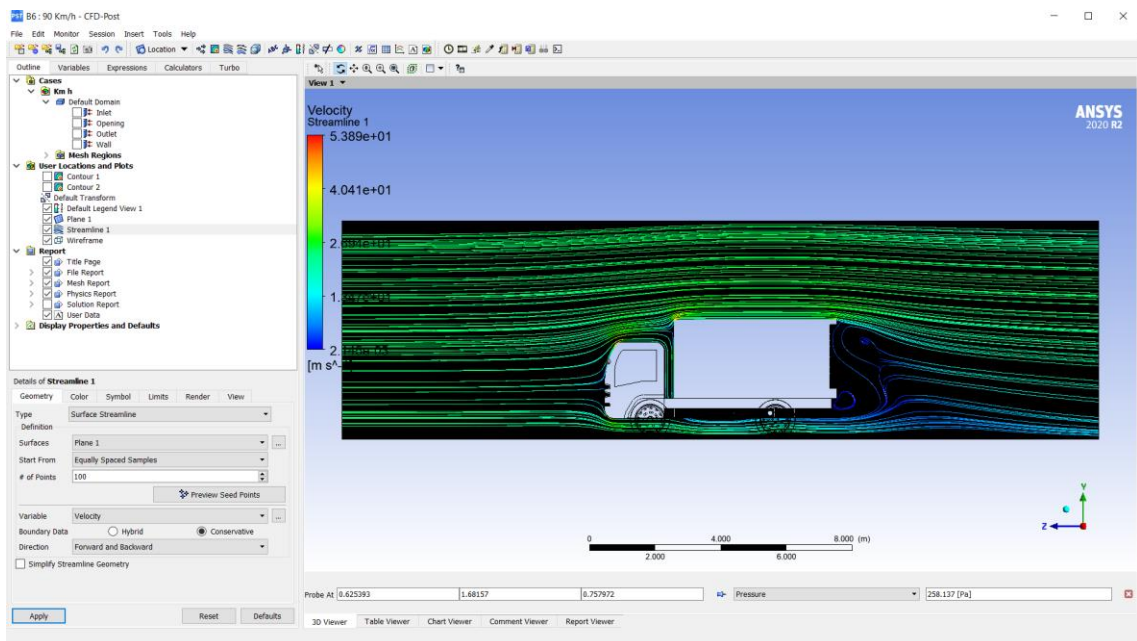 B6 : 90 Km/h - CFD-Post
File Edit Monitor Session Insert Tools Help
Location
Outline Variables Expressions Calculators Turbo
Cases
Km h
Default Domain
Inlet
Opening
Outlet
Wall
Mesh Regions
User Locations and Plots
Contour 1
Contour 2
Default Transform
Default Legend View 1
Plane 1
Streamline 1
Wireframe
Report
Title Page
File Report
Mesh Report
Physics Report
Solution Report
User Data
Display Properties and Defaults
Details of Streamline 1
Geometry Color Symbol Limits Render View
Type Surface Streamline
Definition
Surfaces Plane 1 ...
Start From Equally Spaced Samples
# of Points 100
Preview Seed Points
Variable Velocity ...
Boundary Data Hybrid Conservative
Direction Forward and Backward
Simplify Streamline Geometry
Apply Reset Defaults
View 1
Velocity
Streamline 1
5.389e+01
4.041e+01
2.694e+01
[m s^-
ANSYS
2020 R2
Y
Z
0 4.000 8.000 (m)
2.000 6.000
Probe At 0.625393 1.68157 0.757972 Pressure 258.137 [Pa]
3D Viewer Table Viewer Chart Viewer Comment Viewer Report Viewer